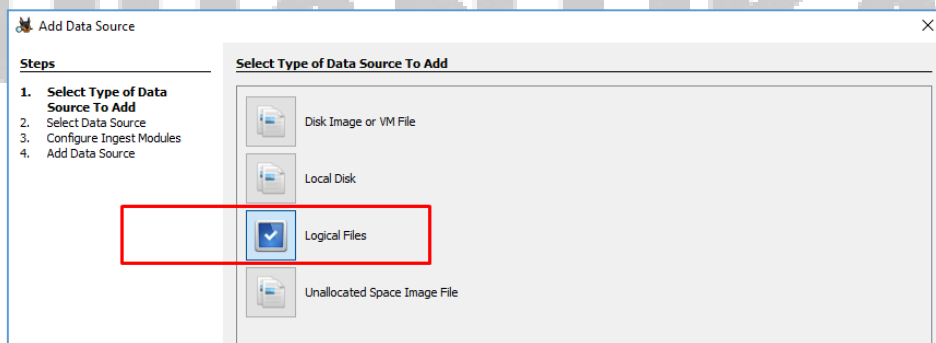 Add Data Source
Steps
1. Select Type of Data
Source To Add
2. Select Data Source
3. Configure Ingest Modules
4. Add Data Source
Select Type of Data Source To Add
Disk Image or VM File
Local Disk
Logical Files
Unallocated Space Image File